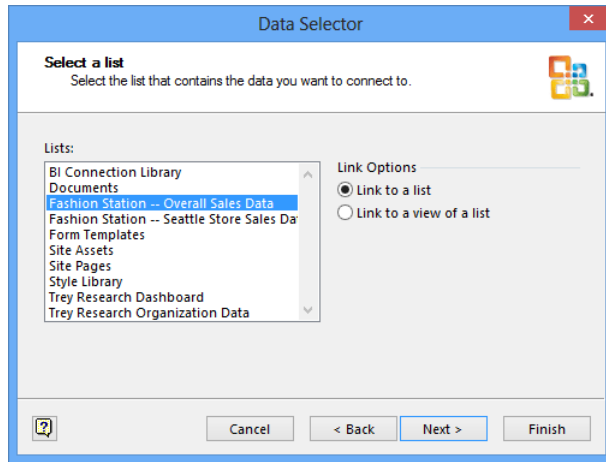 Data Selector
Select a list
Select the list that contains the data you want to connect to.
Lists:
BI Connection Library
Documents
Fashion Station -- Overall Sales Data
Fashion Station -- Seattle Store Sales Da
Form Templates
Site Assets
Site Pages
Style Library
Trey Research Dashboard
Trey Research Organization Data
Link Options
Link to a list
Link to a view of a list
Cancel
< Back
Next >
Finish